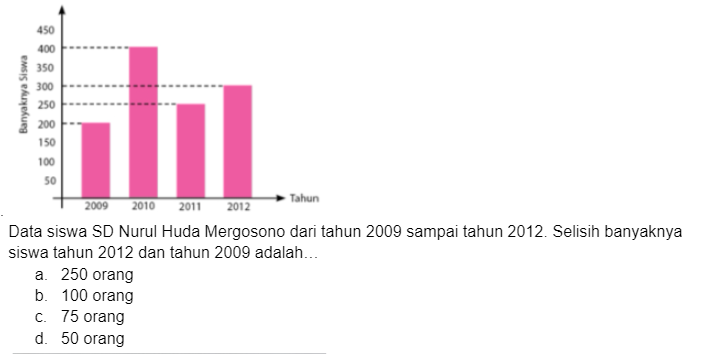 450
400
350
300
250
200
150
100
50
Banyaknya Siswa
2009 2010 2011 2012
Tahun
Data siswa SD Nurul Huda Mergosono dari tahun 2009 sampai tahun 2012. Selisih banyaknya
siswa tahun 2012 dan tahun 2009 adalah…
a. 250 orang
b. 100 orang
c. 75 orang
d. 50 orang